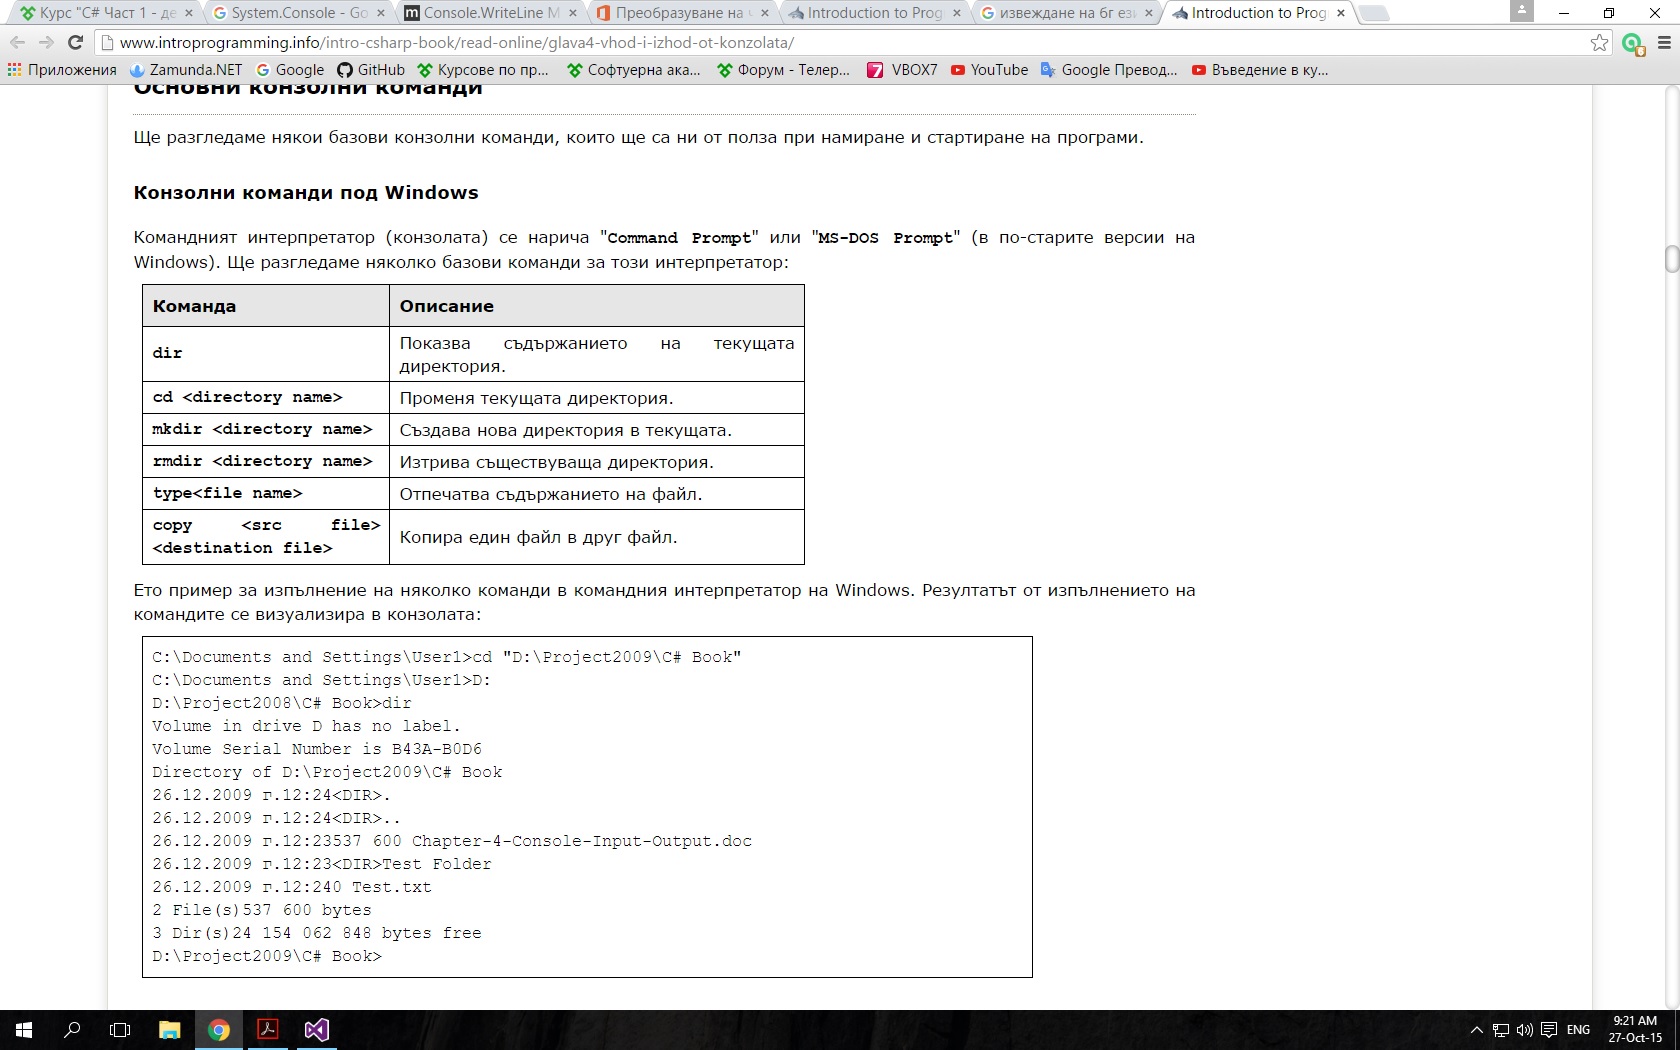 Курс "C# Част 1 - де
System.Console - Go
Console.WriteLine M
Преобразуване на ч
Introduction to Prog
извеждане на бг ези
Introduction to Prog
www.introprogramming.info/intro-csharp-book/read-online/glava4-vhod-i-izhod-ot-konzolata/
Приложения
Zamunda.NET
Google
GitHub
Курсове по пр...
Софтуерна ака...
Форум - Телер...
VBOX7
YouTube
Google Превод...
Въведение в ку...
Основни конзолни команди
Ще разгледаме някои базови конзолни команди, които ще са ни от полза при намиране и стартиране на програми.
Конзолни команди под Windows
Командният интерпретатор (конзолата) се нарича "Command Prompt" или "MS-DOS Prompt" (в по-старите версии на
Windows). Ще разгледаме няколко базови команди за този интерпретатор:
Команда
Описание
dir
Показва съдържанието на текущата
директория.
cd <directory name>
Променя текущата директория.
mkdir <directory name>
Създава нова директория в текущата.
rmdir <directory name>
Изтрива съществуваща директория.
type<file name>
Отпечатва съдържанието на файл.
copy <src file>
<destination file>
Копира един файл в друг файл.
Ето пример за изпълнение на няколко команди в командния интерпретатор на Windows. Резултатът от изпълнението на
командите се визуализира в конзолата:
C:\Documents and Settings\User1>cd "D:\Project2009\C# Book"
C:\Documents and Settings\User1>D:
D:\Project2008\C# Book>dir
Volume in drive D has no label.
Volume Serial Number is B43A-B0D6
Directory of D:\Project2009\C# Book
26.12.2009 г.12:24<DIR>.
26.12.2009 г.12:24<DIR>..
26.12.2009 г.12:23537 600 Chapter-4-Console-Input-Output.doc
26.12.2009 г.12:23<DIR>Test Folder
26.12.2009 г.12:240 Test.txt
2 File(s)537 600 bytes
3 Dir(s)24 154 062 848 bytes free
D:\Project2009\C# Book>
ENG
9:21 AM
27-Oct-15